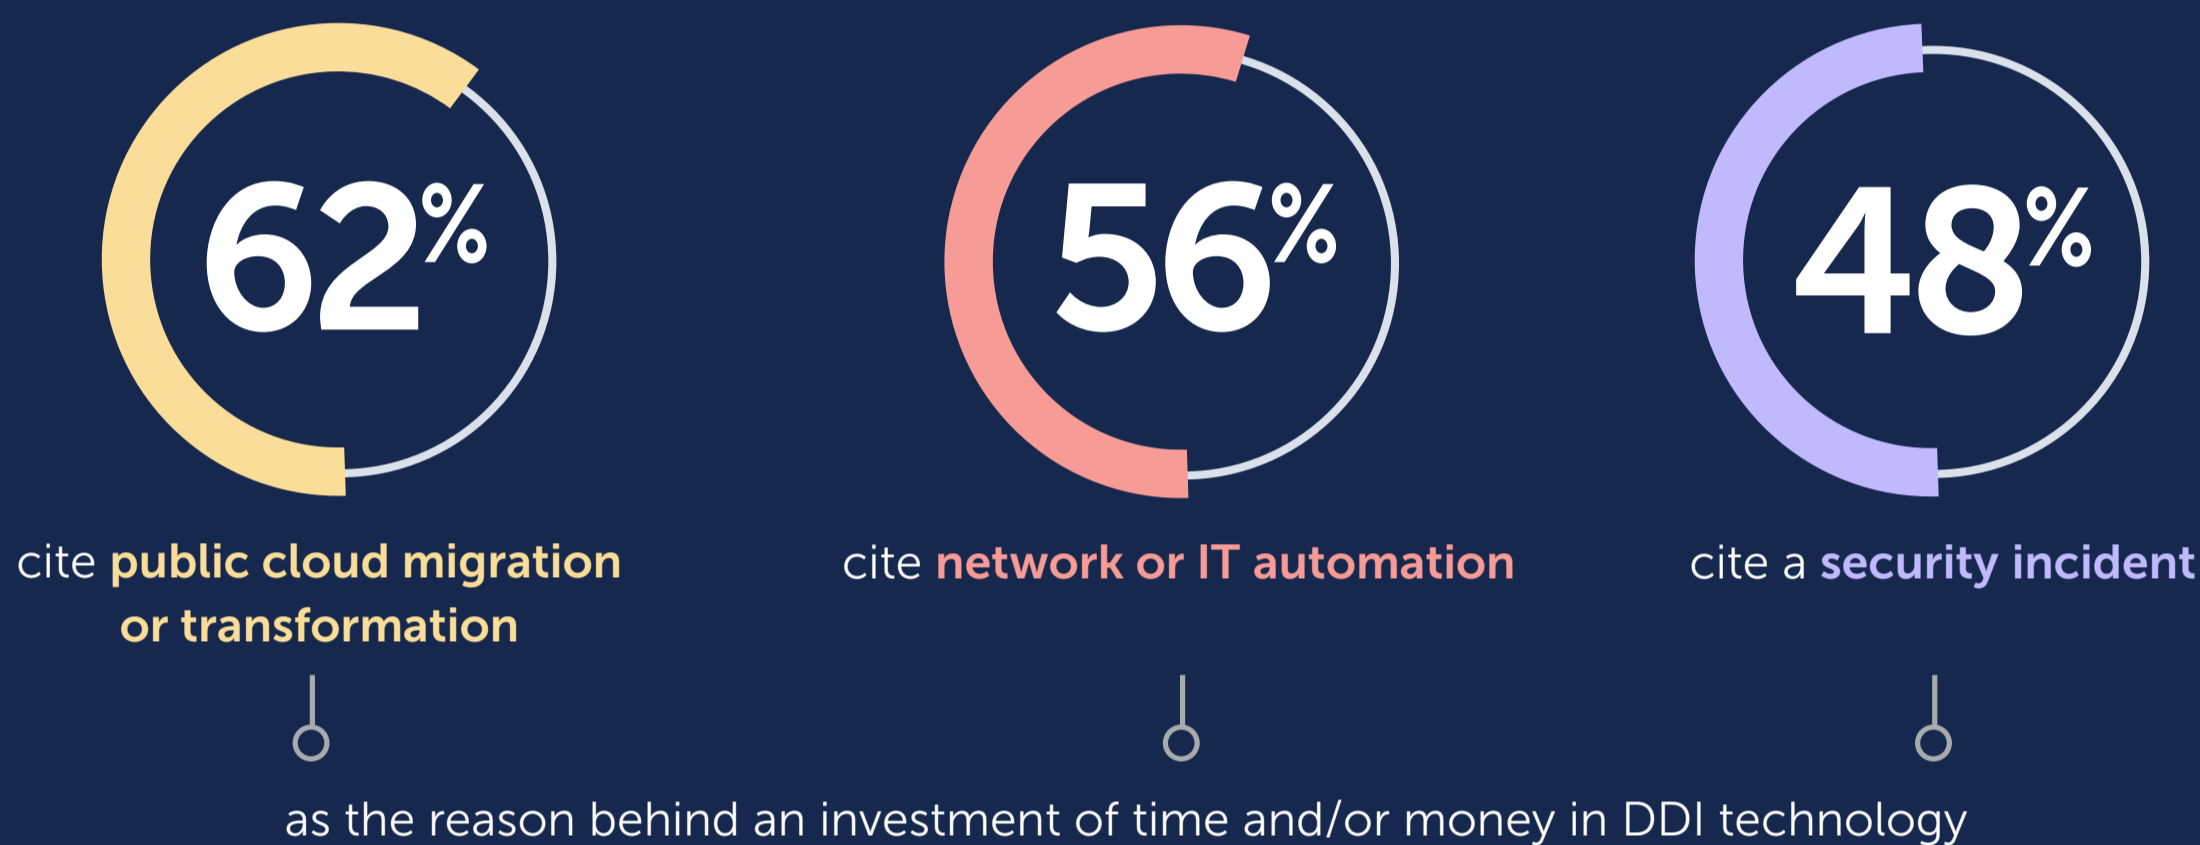 62%
cite public cloud migration
or transformation
56%
cite network or IT automation
48%
cite a security incident
as the reason behind an investment of time and/or money in DDI technology